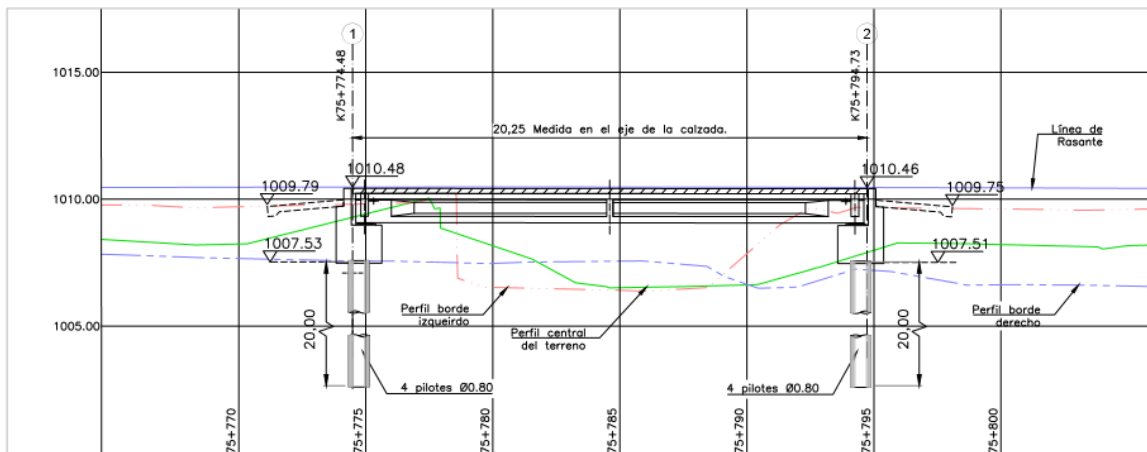 1
2
1015.00
K75+774.48
K75+794.73
20,25 Medida en el eje de la calzada.
Línea de
Rasante
1010.48
1010.46
1009.79
1009.75
1010.00
1007.53
1007.51
Perfil borde
izqueirdo
Perfil central
del terreno
Perfil borde
derecho
1005.00
20,00
20,00
4 pilotes Ø0.80
4 pilotes Ø0.80
75+770
75+775
75+780
75+785
75+790
75+795
75+800